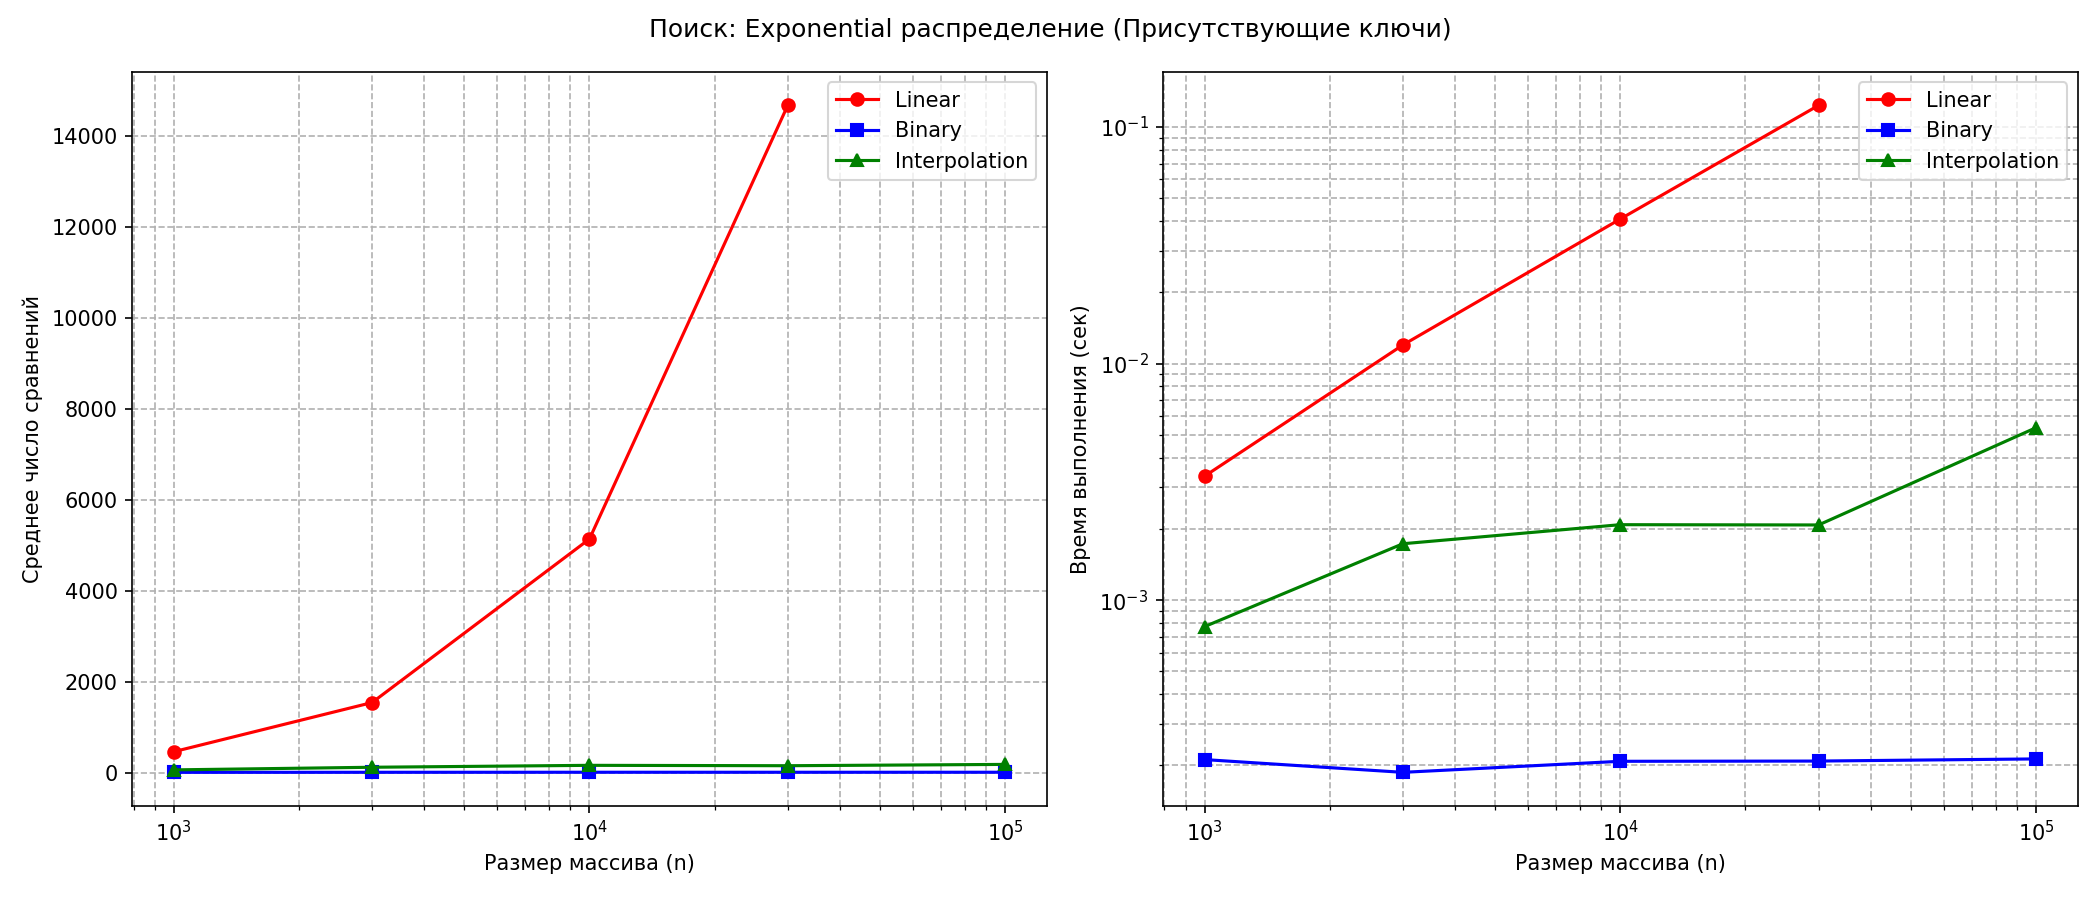 Поиск: Exponential распределение (Присутствующие ключи)
Среднее число сравнений
14000
12000
10000
8000
6000
4000
2000
0
Linear
Binary
Interpolation
10³
10⁴
10⁵
Размер массива (n)
Время выполнения (сек)
10⁻¹
10⁻²
10⁻³
Linear
Binary
Interpolation
10³
10⁴
10⁵
Размер массива (n)